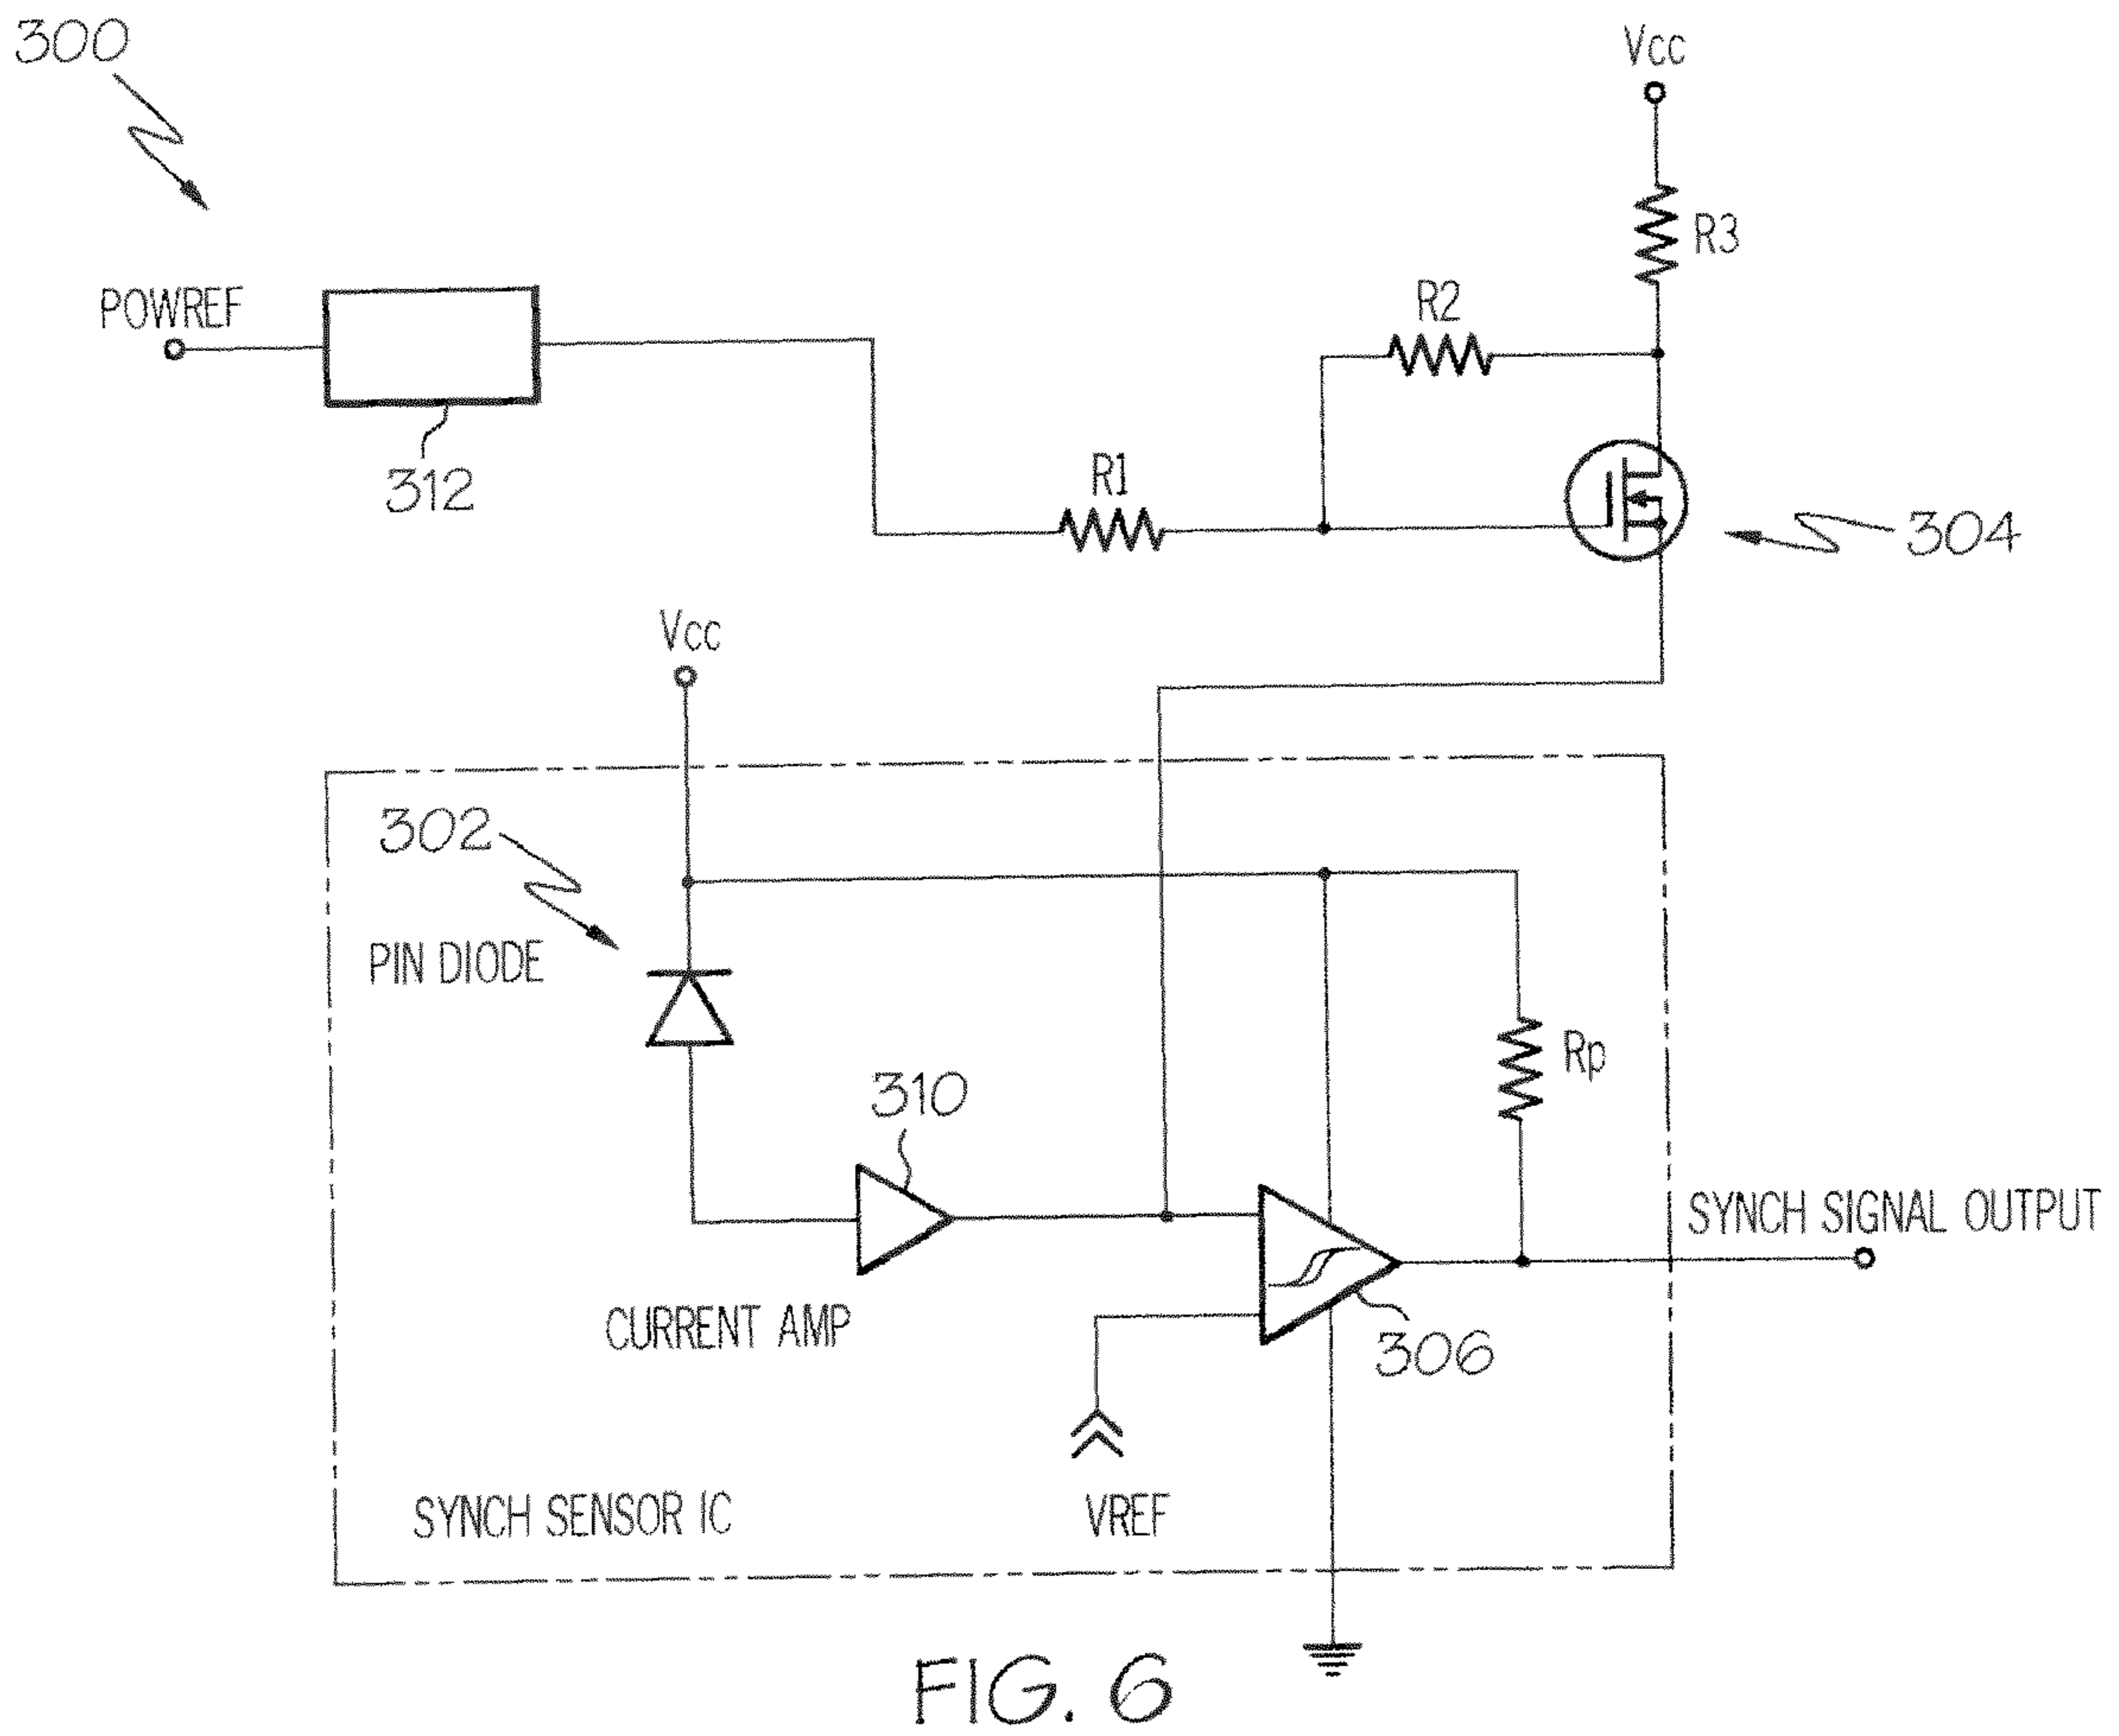 300
Vcc
R3
POWREF
R2
312
R1
304
Vcc
302
PIN DIODE
310
Rp
SYNCH SIGNAL OUTPUT
CURRENT AMP
306
SYNCH SENSOR IC
VREF
FIG. 6